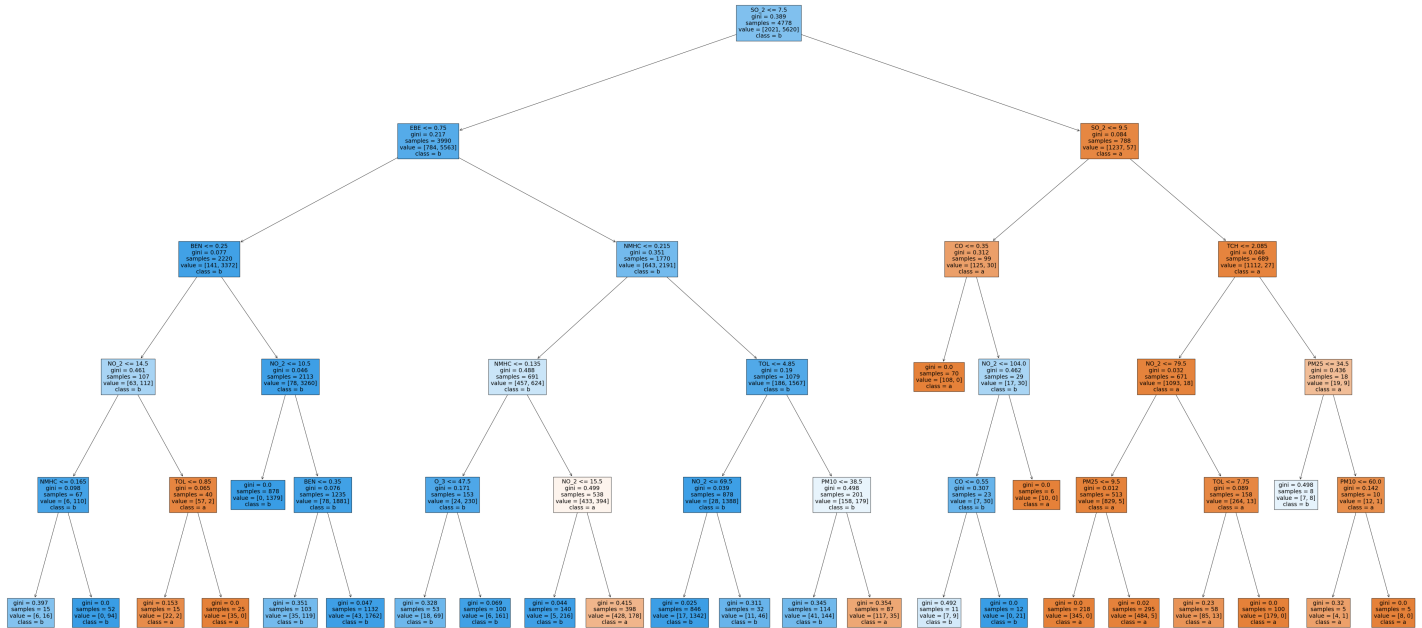 SO_2 <= 7.5
gini = 0.389
samples = 4778
value = [2021, 5620]
class = b
EBE <= 0.75
gini = 0.217
samples = 3990
value = [784, 5563]
class = b
SO_2 <= 9.5
gini = 0.084
samples = 788
value = [1237, 57]
class = a
BEN <= 0.25
gini = 0.077
samples = 2220
value = [141, 3372]
class = b
NMHC <= 0.215
gini = 0.351
samples = 1770
value = [643, 2191]
class = b
CO <= 0.35
gini = 0.312
samples = 99
value = [125, 30]
class = a
TCH <= 2.085
gini = 0.046
samples = 689
value = [1112, 27]
class = a
NO_2 <= 14.5
gini = 0.461
samples = 107
value = [63, 112]
class = b
NO_2 <= 10.5
gini = 0.046
samples = 2113
value = [78, 3260]
class = b
NMHC <= 0.135
gini = 0.488
samples = 691
value = [457, 624]
class = b
TOL <= 4.85
gini = 0.19
samples = 1079
value = [186, 1567]
class = b
gini = 0.0
samples = 70
value = [108, 0]
class = a
NO_2 <= 104.0
gini = 0.462
samples = 29
value = [17, 30]
class = b
NO_2 <= 79.5
gini = 0.032
samples = 671
value = [1093, 18]
class = a
PM25 <= 34.5
gini = 0.436
samples = 18
value = [19, 9]
class = a
NMHC <= 0.165
gini = 0.098
samples = 67
value = [6, 110]
class = b
TOL <= 0.85
gini = 0.065
samples = 40
value = [57, 2]
class = a
gini = 0.0
samples = 878
value = [0, 1379]
class = b
BEN <= 0.35
gini = 0.076
samples = 1235
value = [78, 1881]
class = b
O_3 <= 47.5
gini = 0.171
samples = 153
value = [24, 230]
class = b
NO_2 <= 15.5
gini = 0.499
samples = 538
value = [433, 394]
class = a
NO_2 <= 69.5
gini = 0.039
samples = 878
value = [28, 1388]
class = b
PM10 <= 38.5
gini = 0.498
samples = 201
value = [158, 179]
class = b
CO <= 0.55
gini = 0.307
samples = 23
value = [7, 30]
class = b
gini = 0.0
samples = 6
value = [10, 0]
class = a
PM25 <= 9.5
gini = 0.012
samples = 513
value = [829, 5]
class = a
TOL <= 7.75
gini = 0.089
samples = 158
value = [264, 13]
class = a
gini = 0.498
samples = 8
value = [7, 8]
class = b
PM10 <= 60.0
gini = 0.142
samples = 10
value = [12, 1]
class = a
gini = 0.397
samples = 15
value = [6, 16]
class = b
gini = 0.0
samples = 52
value = [0, 94]
class = b
gini = 0.153
samples = 15
value = [22, 2]
class = a
gini = 0.0
samples = 25
value = [35, 0]
class = a
gini = 0.351
samples = 103
value = [35, 119]
class = b
gini = 0.047
samples = 1132
value = [43, 1762]
class = b
gini = 0.328
samples = 53
value = [18, 69]
class = b
gini = 0.069
samples = 100
value = [6, 161]
class = b
gini = 0.044
samples = 140
value = [5, 216]
class = b
gini = 0.415
samples = 398
value = [428, 178]
class = a
gini = 0.025
samples = 846
value = [17, 1342]
class = b
gini = 0.311
samples = 32
value = [11, 46]
class = b
gini = 0.345
samples = 114
value = [41, 144]
class = b
gini = 0.354
samples = 87
value = [117, 35]
class = a
gini = 0.492
samples = 11
value = [7, 9]
class = b
gini = 0.0
samples = 12
value = [0, 21]
class = b
gini = 0.0
samples = 218
value = [345, 0]
class = a
gini = 0.02
samples = 295
value = [484, 5]
class = a
gini = 0.23
samples = 58
value = [85, 13]
class = a
gini = 0.0
samples = 100
value = [179, 0]
class = a
gini = 0.32
samples = 5
value = [4, 1]
class = a
gini = 0.0
samples = 5
value = [8, 0]
class = a